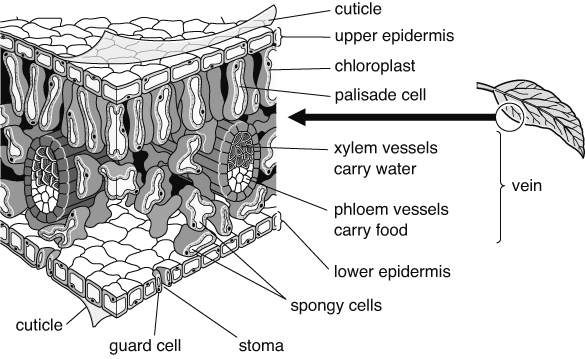 cuticle
upper epidermis
chloroplast
palisade cell
xylem vessels
carry water
vein
phloem vessels
carry food
lower epidermis
spongy cells
cuticle
guard cell
stoma